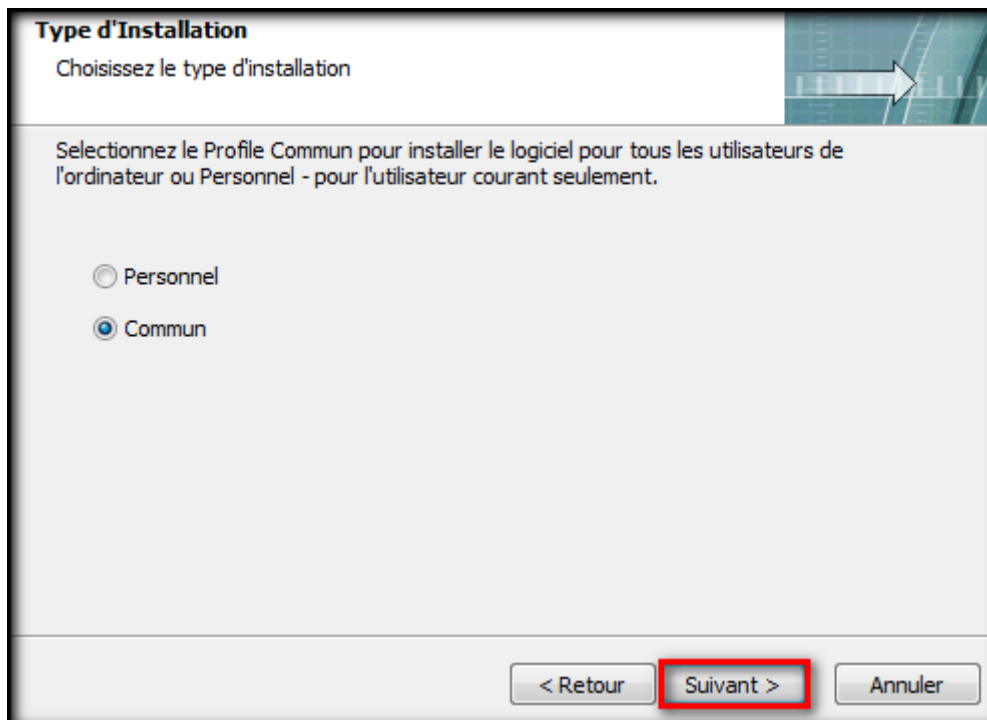 Type d'Installation
Choisissez le type d'installation
Selectionnez le Profile Commun pour installer le logiciel pour tous les utilisateurs de
l'ordinateur ou Personnel - pour l'utilisateur courant seulement.
Personnel
Commun
< Retour
Suivant >
Annuler